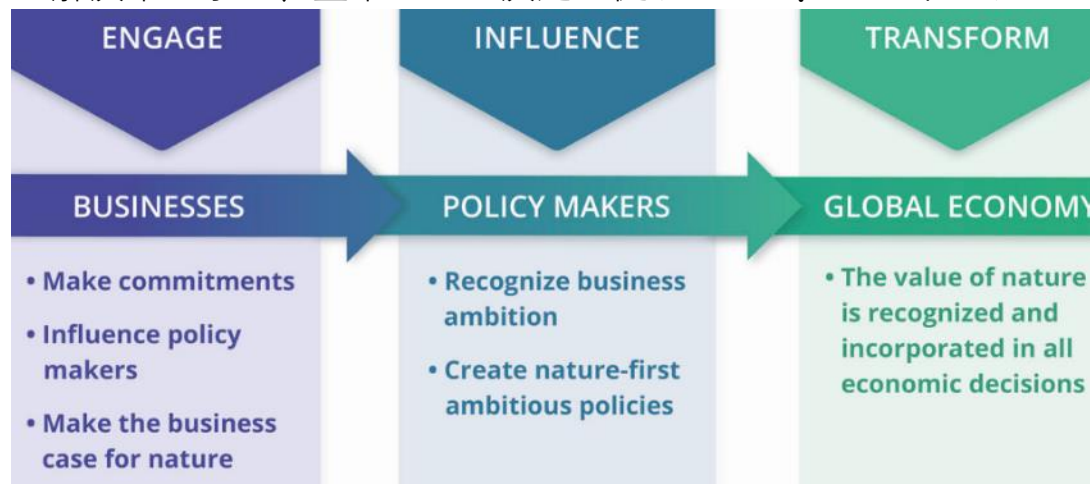 ENGAGE
INFLUENCE
TRANSFORM
BUSINESSES
POLICY MAKERS
GLOBAL ECONOMY
• Make commitments
• Influence policy
makers
• Make the business
case for nature
• Recognize business
ambition
• Create nature-first
ambitious policies
• The value of nature
is recognized and
incorporated in all
economic decisions